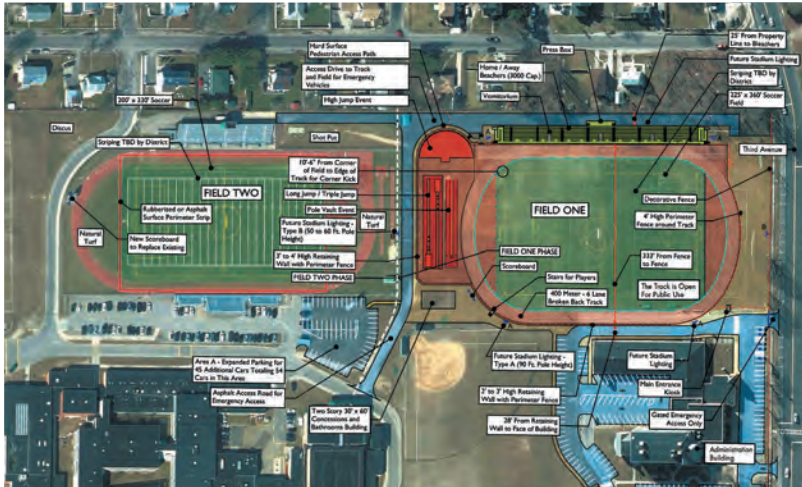 Hard Surface
Pedestrian Access Path
Access Drive to Track
and Field for Emergency
Vehicles
High Jump Event
Home / Away
Bleachers (3000 Cap.)
Vomitorium
Press Box
25' From Property
Line to Bleachers
Future Stadium Lighting
Striping TBD by
District
225' x 360' Soccer
Field
200' x 330' Soccer
Discus
Striping TBD by District
Shot Put
FIELD TWO
10'-6" From Corner
of Field to Edge of
Track for Corner Kick
Third Avenue
Rubberized or Asphalt
Surface Perimeter Strip
Long Jump / Triple Jump
Pole Vault Event
Future Stadium Lighting -
Type B (50 to 60 Ft. Pole
Height)
Natural
Turf
FIELD ONE
Decorative Fence
4' High Perimeter
Fence around Track
Natural
Turf
New Scoreboard
to Replace Existing
3' to 4' High Retaining
Wall with Perimeter Fence
FIELD ONE PHASE
FIELD TWO PHASE
Scoreboard
333' From Fence
to Fence
Stairs for Players
400 Meter - 6 Lane
Broken Back Track
The Track is Open
For Public Use
Area A - Expanded Parking for
45 Additional Cars Totaling 54
Cars in This Area
Asphalt Access Road for
Emergency Access
Future Stadium Lighting -
Type A (90 Ft. Pole Height)
Future Stadium
Lighting
2' to 3' High Retaining
Wall with Perimeter Fence
Main Entrance
Kiosk
Two Story 30' x 60'
Concessions and
Bathrooms Building
28' From Retaining
Wall to Face of Building
Gated Emergency
Access Only
Administration
Building